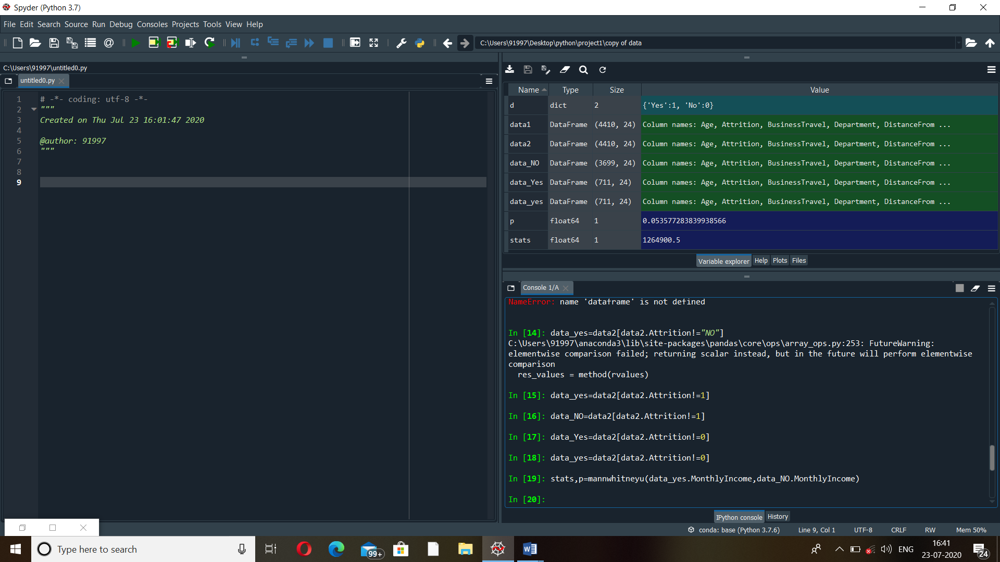 Spyder (Python 3.7)
File Edit Search Source Run Debug Consoles Projects Tools View Help
C:\Users\91997\Desktop\python\project1\copy of data
C:\Users\91997\untitled0.py
untitled0.py
1 # -*- coding: utf-8 -*-
2 """
3 Created on Thu Jul 23 16:01:47 2020
4
5 @author: 91997
6 """
7
8
9
Name Type Size Value
d dict 2 {'Yes':1, 'No':0}
data1 DataFrame (4410, 24) Column names: Age, Attrition, BusinessTravel, Department, DistanceFrom ...
data2 DataFrame (4410, 24) Column names: Age, Attrition, BusinessTravel, Department, DistanceFrom ...
data_NO DataFrame (3699, 24) Column names: Age, Attrition, BusinessTravel, Department, DistanceFrom ...
data_Yes DataFrame (711, 24) Column names: Age, Attrition, BusinessTravel, Department, DistanceFrom ...
data_yes DataFrame (711, 24) Column names: Age, Attrition, BusinessTravel, Department, DistanceFrom ...
p float64 1 0.053577283839938566
stats float64 1 1264900.5
Variable explorer Help Plots Files
Console 1/A
NameError: name 'dataframe' is not defined
In [14]: data_yes=data2[data2.Attrition!="NO"]
C:\Users\91997\anaconda3\lib\site-packages\pandas\core\ops\array_ops.py:253: FutureWarning:
elementwise comparison failed; returning scalar instead, but in the future will perform elementwise
comparison
res_values = method(rvalues)
In [15]: data_yes=data2[data2.Attrition!=1]
In [16]: data_NO=data2[data2.Attrition!=1]
In [17]: data_Yes=data2[data2.Attrition!=0]
In [18]: data_yes=data2[data2.Attrition!=0]
In [19]: stats,p=mannwhitneyu(data_yes.MonthlyIncome,data_NO.MonthlyIncome)
In [20]:
IPython console History
conda: base (Python 3.7.6) Line 9, Col 1 UTF-8 CRLF RW Mem 50%
Type here to search
99+
ENG
16:41
23-07-2020
24